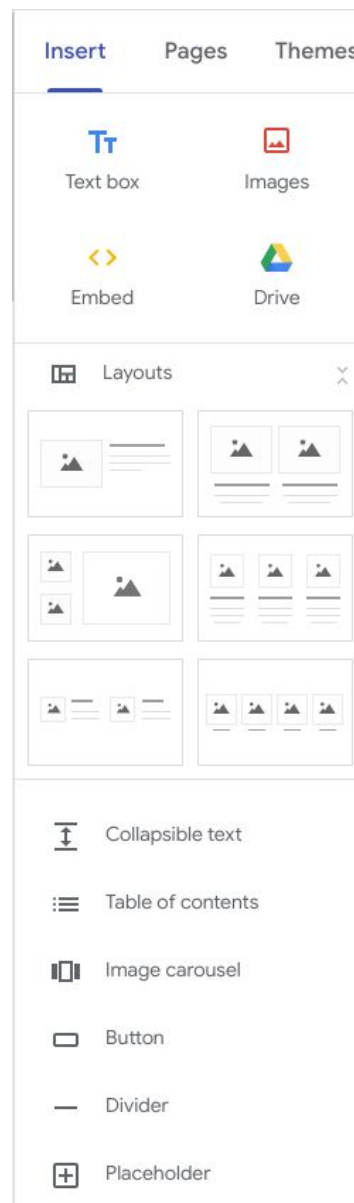 Insert Pages Themes
Text box Images
Embed Drive
Layouts
Collapsible text
Table of contents
Image carousel
Button
Divider
Placeholder